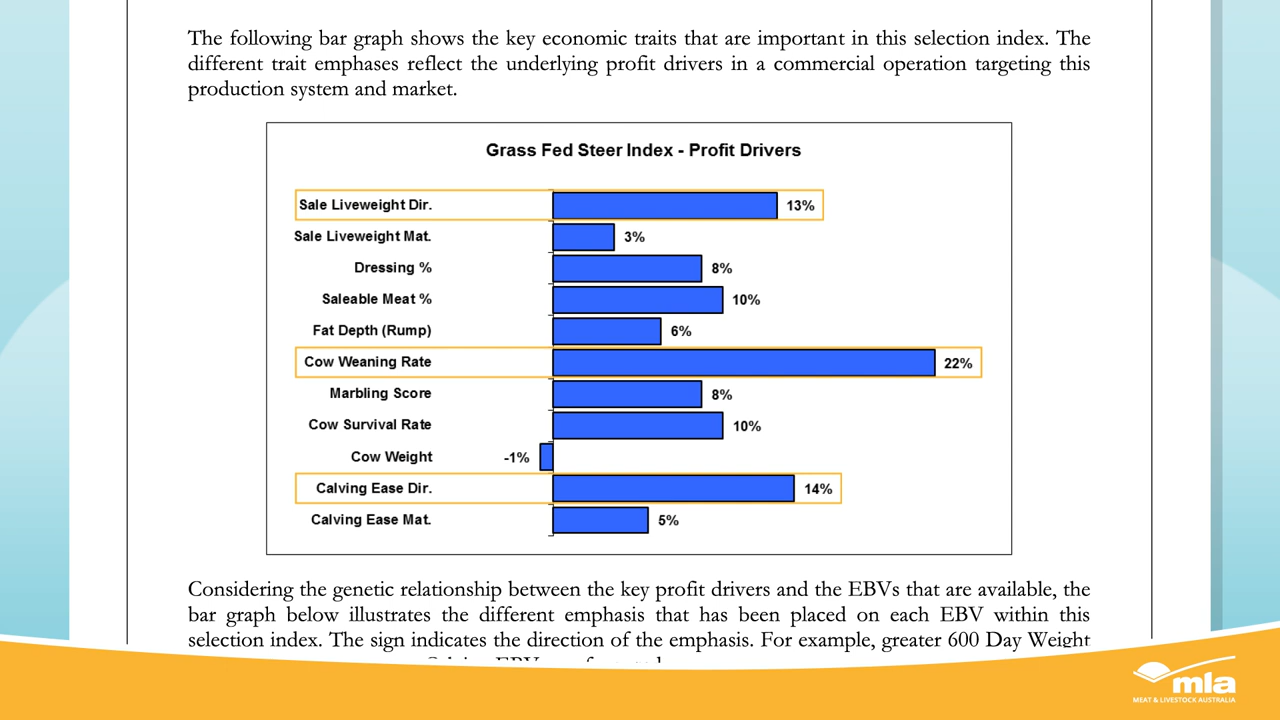 The following bar graph shows the key economic traits that are important in this selection index. The
different trait emphases reflect the underlying profit drivers in a commercial operation targeting this
production system and market.
Grass Fed Steer Index - Profit Drivers
Sale Liveweight Dir. 13%
Sale Liveweight Mat. 3%
Dressing % 8%
Saleable Meat % 10%
Fat Depth (Rump) 6%
Cow Weaning Rate 22%
Marbling Score 8%
Cow Survival Rate 10%
Cow Weight -1%
Calving Ease Dir. 14%
Calving Ease Mat. 5%
Considering the genetic relationship between the key profit drivers and the EBVs that are available, the
bar graph below illustrates the different emphasis that has been placed on each EBV within this
selection index. The sign indicates the direction of the emphasis. For example, greater 600 Day Weight
mla
MEAT & LIVESTOCK AUSTRALIA